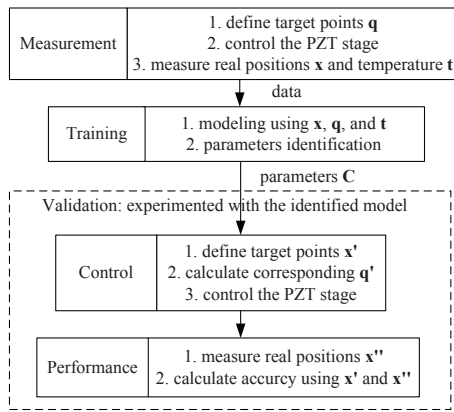 Measurement
1. define target points q
2. control the PZT stage
3. measure real positions x and temperature t
data
Training
1. modeling using x, q, and t
2. parameters identification
parameters C
Validation: experimented with the identified model
Control
1. define target points x'
2. calculate corresponding q'
3. control the PZT stage
Performance
1. measure real positions x''
2. calculate accurcy using x' and x''